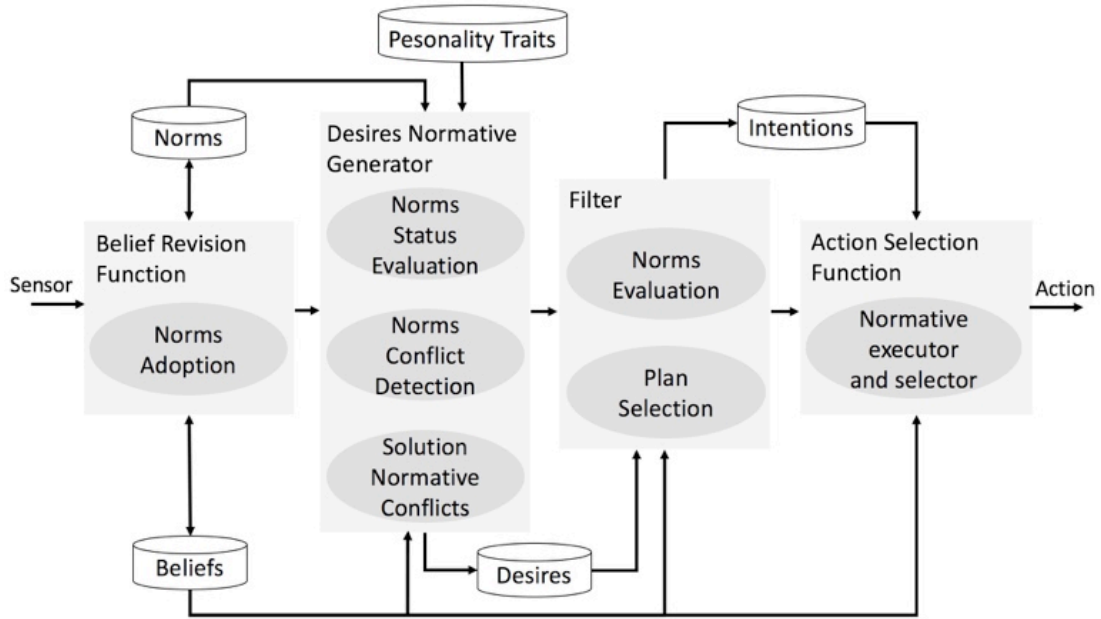 Pesonality Traits
Norms
Intentions
Desires Normative
Generator
Norms
Status
Evaluation
Norms
Conflict
Detection
Solution
Normative
Conflicts
Filter
Norms
Evaluation
Plan
Selection
Belief Revision
Function
Norms
Adoption
Action Selection
Function
Normative
executor
and selector
Sensor
Action
Beliefs
Desires